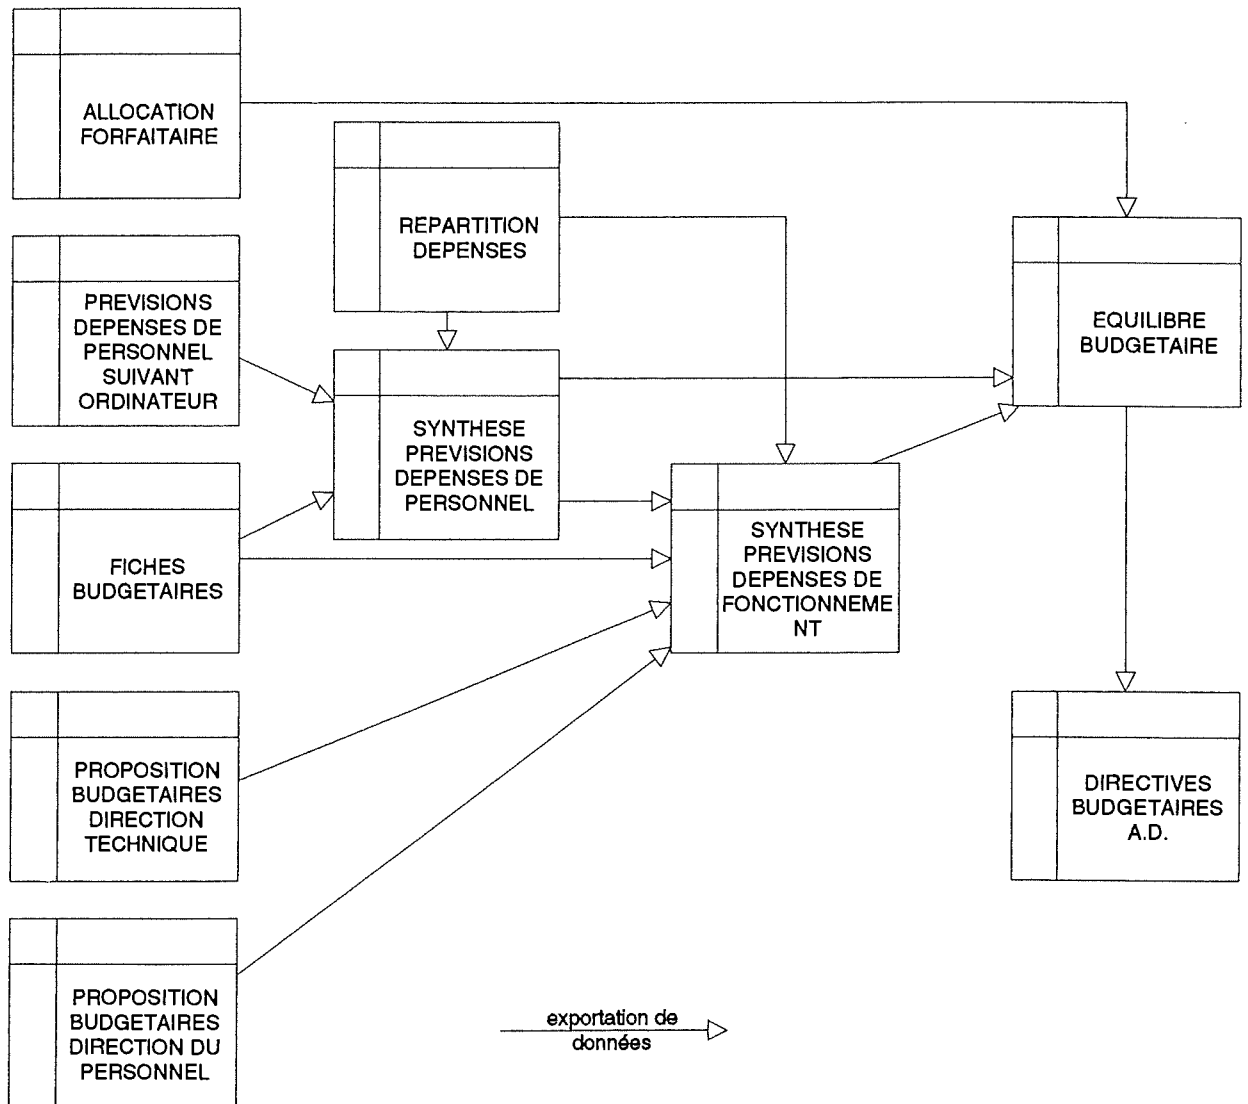 ALLOCATION
FORFAITAIRE
REPARTITION
DEPENSES
PREVISIONS
DEPENSES DE
PERSONNEL
SUIVANT
ORDINATEUR
EQUILIBRE
BUDGETAIRE
SYNTHESE
PREVISIONS
DEPENSES DE
PERSONNEL
FICHES
BUDGETAIRES
SYNTHESE
PREVISIONS
DEPENSES DE
FONCTIONNEME
NT
PROPOSITION
BUDGETAIRES
DIRECTION
TECHNIQUE
DIRECTIVES
BUDGETAIRES
A.D.
PROPOSITION
BUDGETAIRES
DIRECTION DU
PERSONNEL
exportation de
données